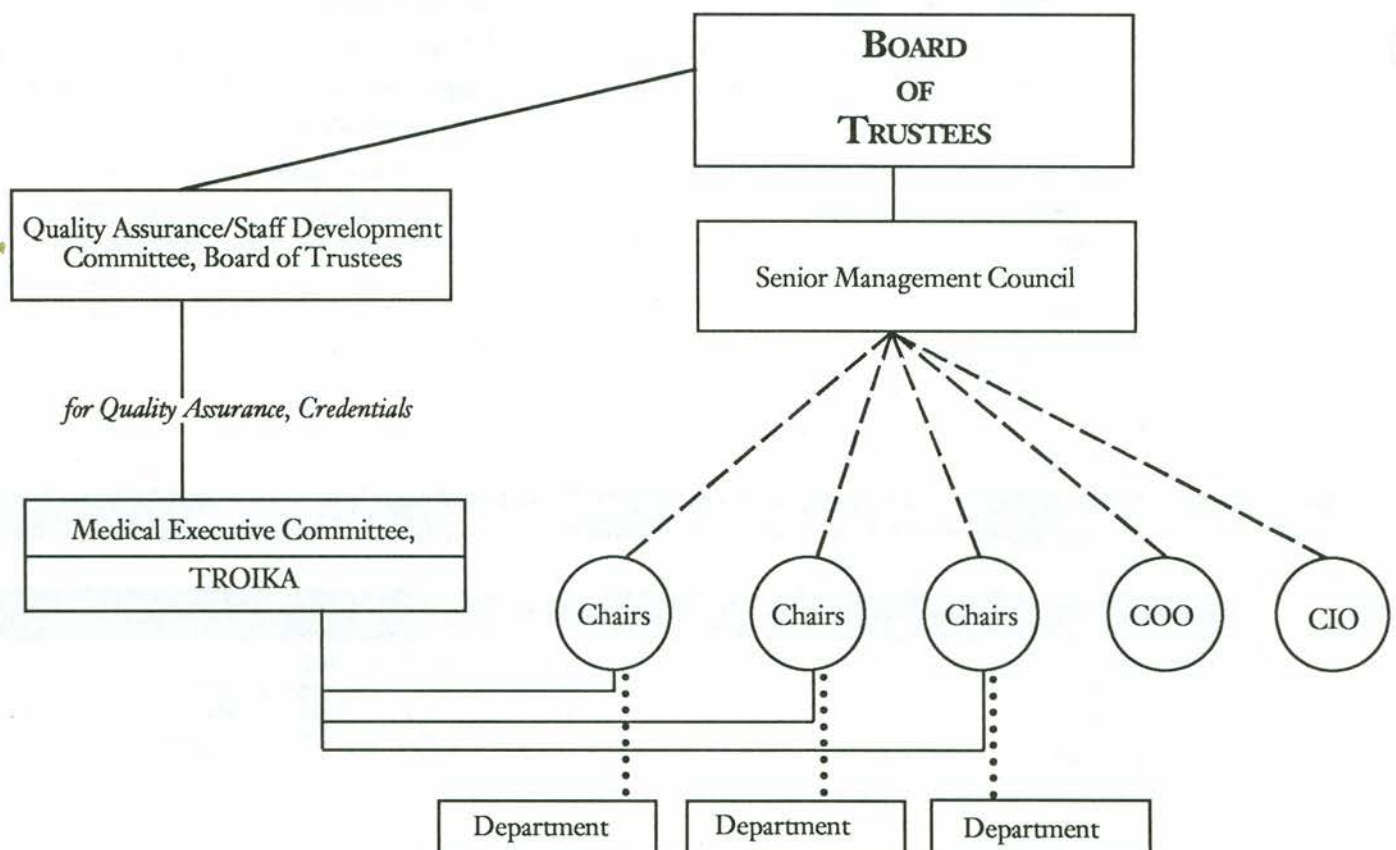 BOARD
OF
TRUSTEES
Quality Assurance/Staff Development
Committee, Board of Trustees
Senior Management Council
for Quality Assurance, Credentials
Medical Executive Committee,
TROIKA
Chairs
Chairs
Chairs
COO
CIO
Department
Department
Department